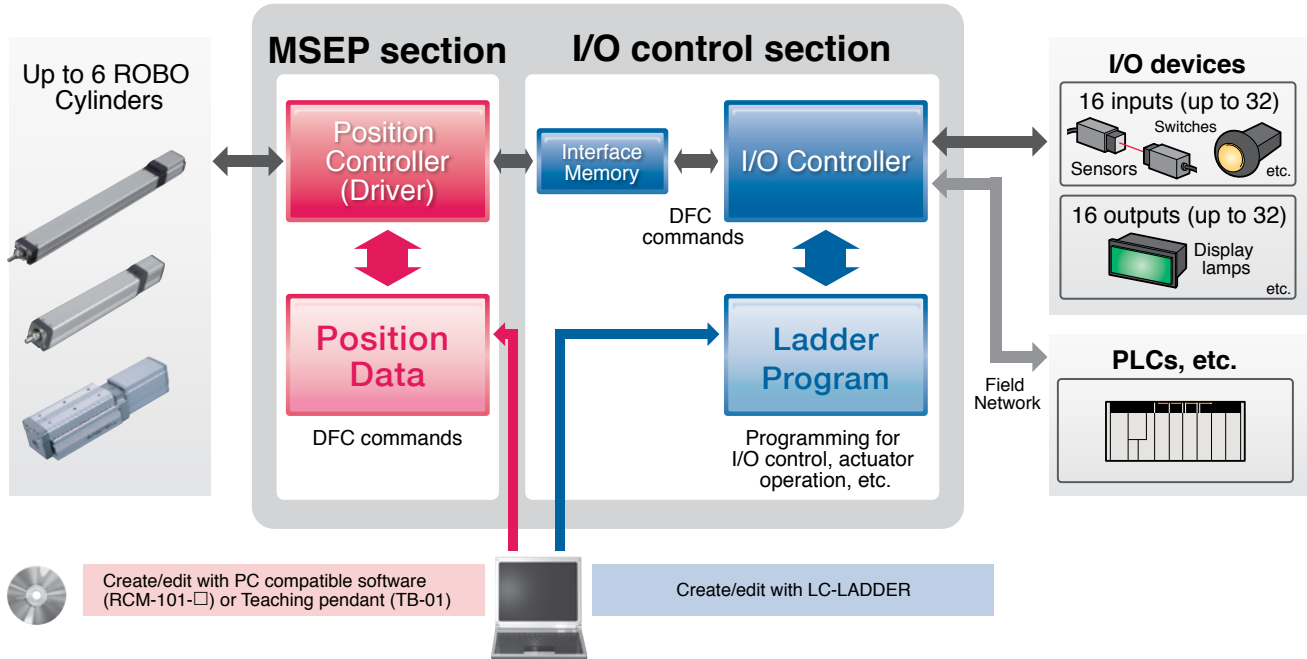 MSEP section
I/O control section
Up to 6 ROBO
Cylinders
Position
Controller
(Driver)
Interface
Memory
I/O Controller
DFC
commands
Position
Data
DFC commands
Ladder
Program
Programming for
I/O control, actuator
operation, etc.
I/O devices
16 inputs (up to 32)
Switches
Sensors
etc.
16 outputs (up to 32)
Display
lamps
etc.
Field
Network
PLCs, etc.
Create/edit with PC compatible software
(RCM-101-□) or Teaching pendant (TB-01)
Create/edit with LC-LADDER